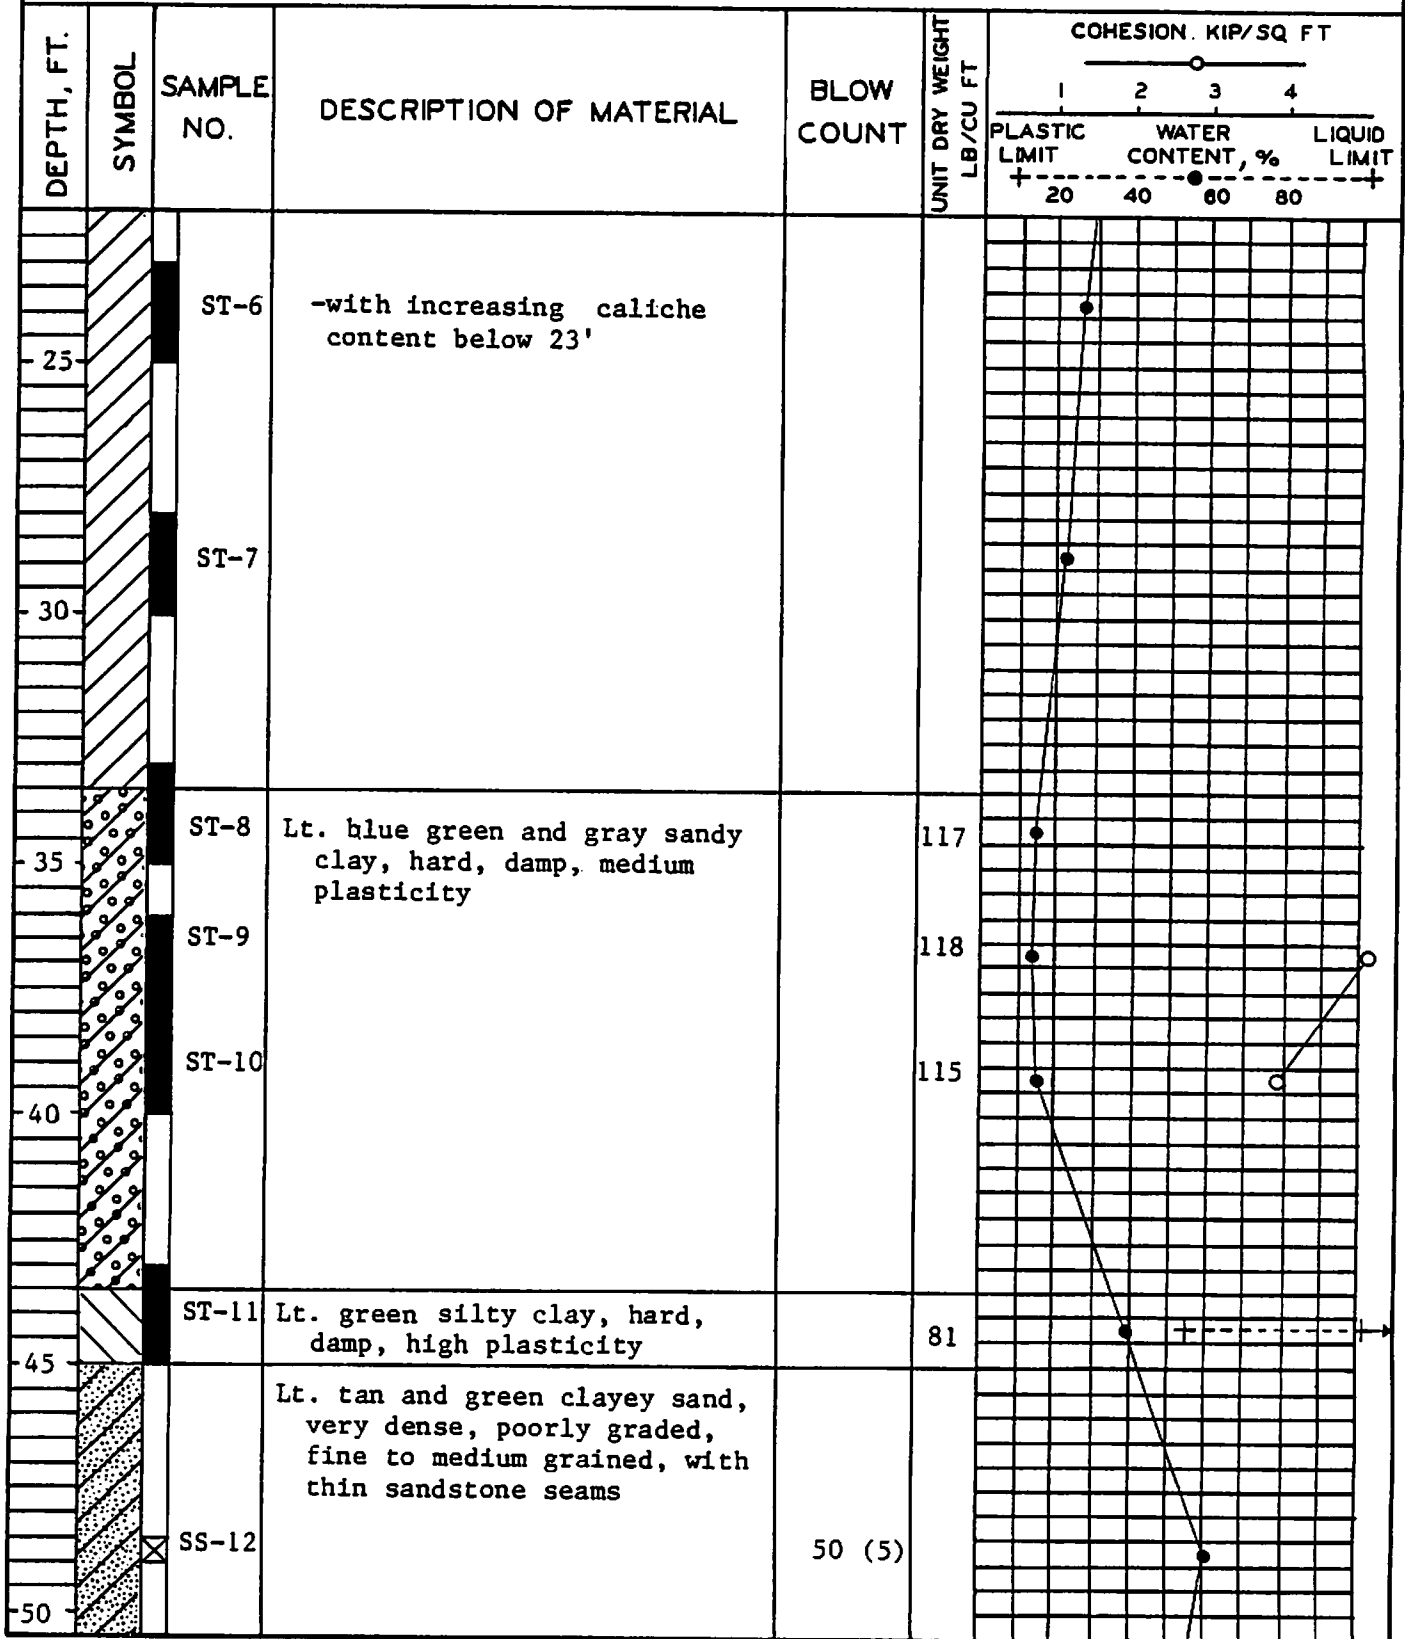 DEPTH, FT.
SYMBOL
SAMPLE
NO.
DESCRIPTION OF MATERIAL
BLOW
COUNT
UNIT DRY WEIGHT
LB/CU FT
COHESION. KIP/SQ FT
1 2 3 4
PLASTIC
LIMIT
WATER
CONTENT, %
LIQUID
LIMIT
20 40 60 80
ST-6
-with increasing caliche
content below 23'
25
ST-7
30
ST-8
Lt. blue green and gray sandy
clay, hard, damp, medium
plasticity
117
35
ST-9
118
ST-10
115
40
ST-11
Lt. green silty clay, hard,
damp, high plasticity
81
45
Lt. tan and green clayey sand,
very dense, poorly graded,
fine to medium grained, with
thin sandstone seams
SS-12
50 (5)
50